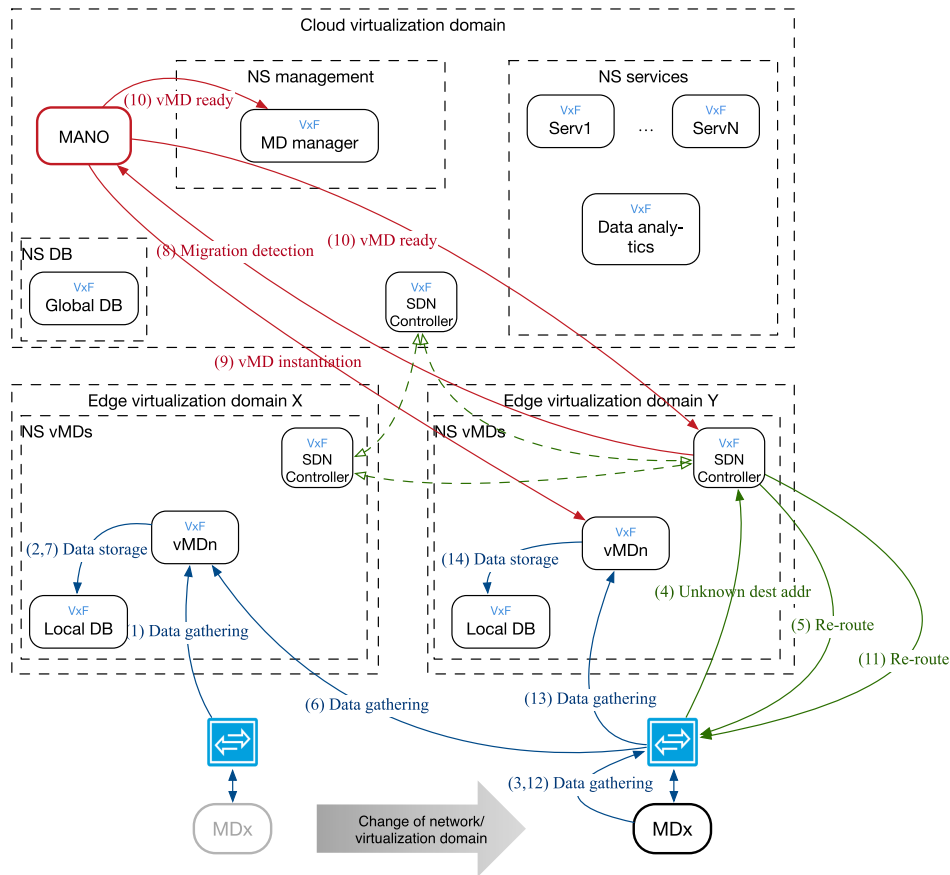 Cloud virtualization domain
NS management
NS services
(10) vMD ready
VxF
MD manager
MANO
VxF
Serv1
...
VxF
ServN
VxF
Data analy-
tics
(10) vMD ready
(8) Migration detection
NS DB
VxF
Global DB
VxF
SDN
Controller
(9) vMD instantiation
Edge virtualization domain X
NS vMDs
VxF
SDN
Controller
VxF
vMDn
(2,7) Data storage
VxF
Local DB
(1) Data gathering
Edge virtualization domain Y
NS vMDs
VxF
SDN
Controller
VxF
vMDn
(14) Data storage
VxF
Local DB
(4) Unknown dest addr
(5) Re-route
(11) Re-route
(6) Data gathering
(13) Data gathering
(3,12) Data gathering
MDx
Change of network/
virtualization domain
MDx